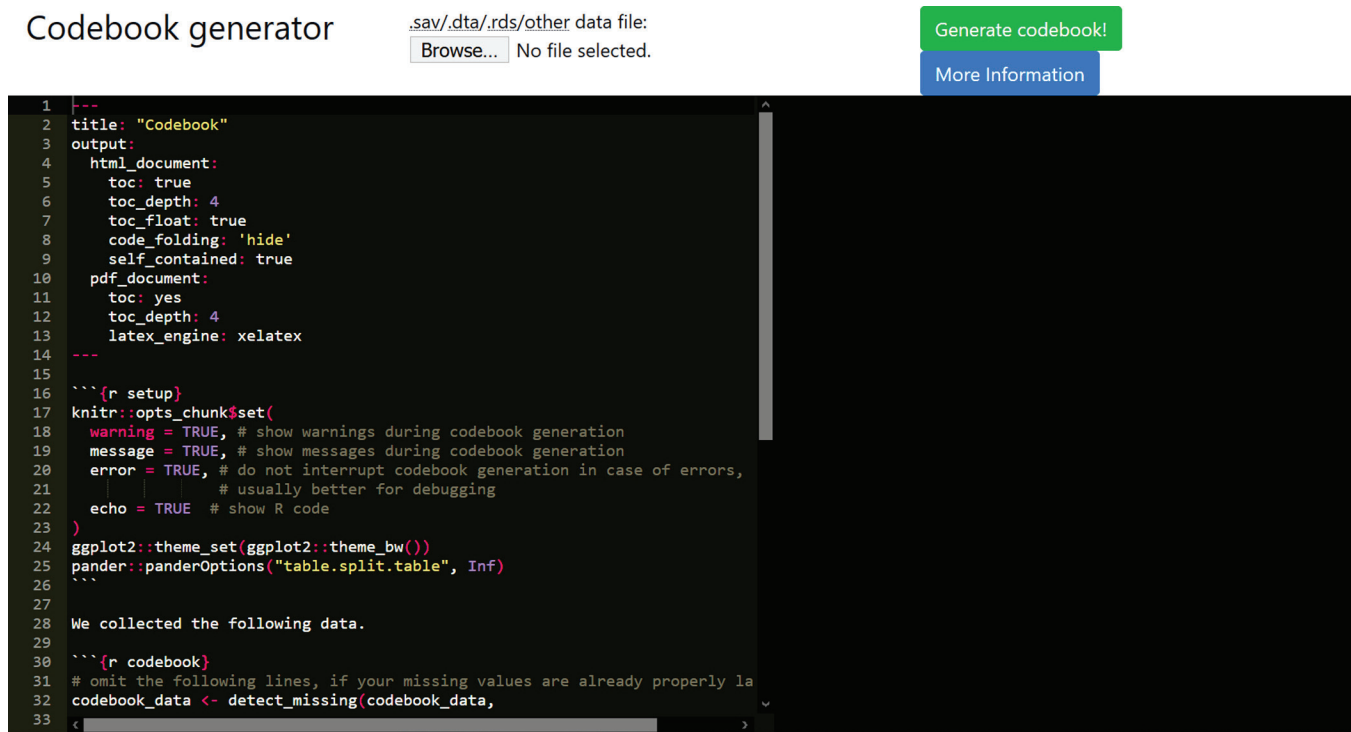 Codebook generator
.sav/.dta/.rds/other data file:
Browse... No file selected.
Generate codebook!
More Information
1 ---
2 title: "Codebook"
3 output:
4   html_document:
5     toc: true
6     toc_depth: 4
7     toc_float: true
8     code_folding: 'hide'
9     self_contained: true
10   pdf_document:
11     toc: yes
12     toc_depth: 4
13     latex_engine: xelatex
14 ---
15
16 ```{r setup}
17 knitr::opts_chunk$set(
18   warning = TRUE, # show warnings during codebook generation
19   message = TRUE, # show messages during codebook generation
20   error = TRUE, # do not interrupt codebook generation in case of errors,
21                 # usually better for debugging
22   echo = TRUE  # show R code
23 )
24 ggplot2::theme_set(ggplot2::theme_bw())
25 pander::panderOptions("table.split.table", Inf)
26 ```
27
28 We collected the following data.
29
30 ```{r codebook}
31 # omit the following lines, if your missing values are already properly la
32 codebook_data <- detect_missing(codebook_data,
33